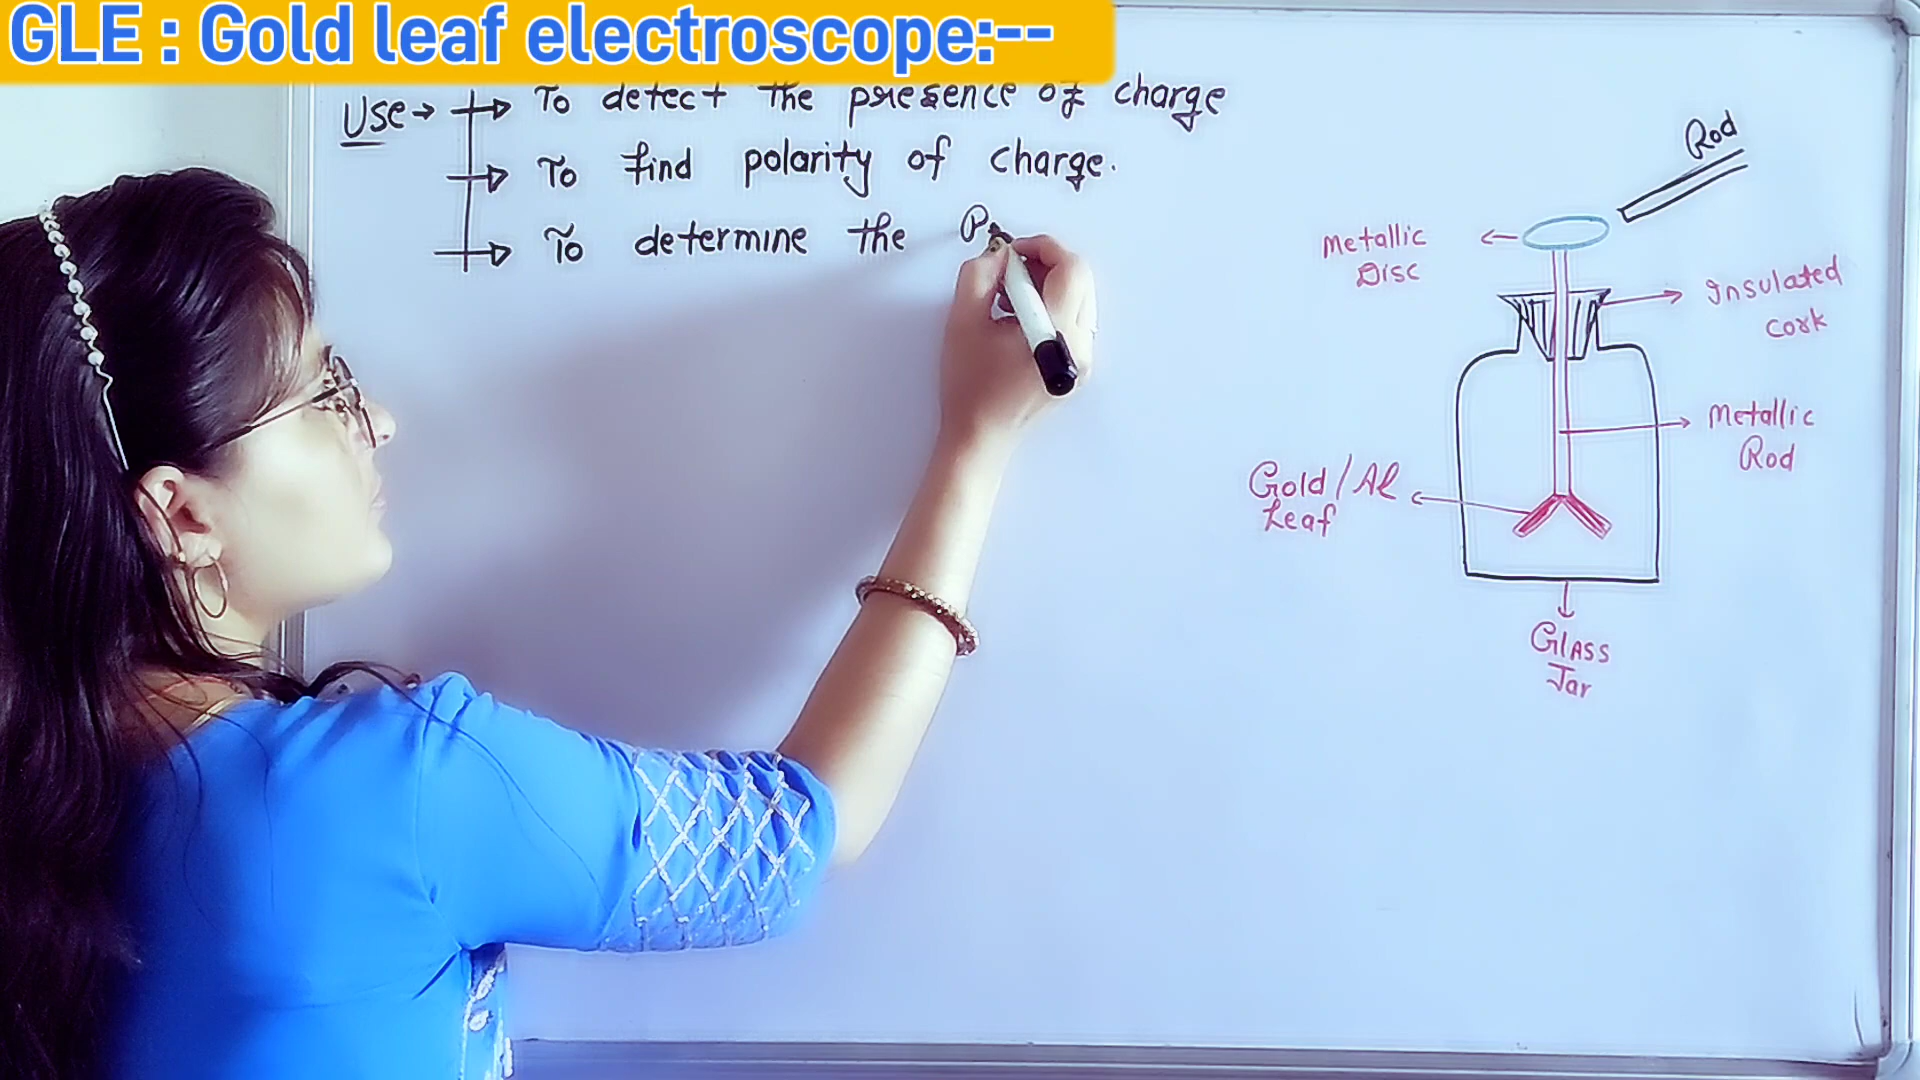 GLE : Gold leaf electroscope:--
Use → To detect the presence of charge
To find polarity of charge.
To determine the
Rod
Metallic
Disc
Insulated
cork
Metallic
Rod
Gold/Al
Leaf
Glass
Jar